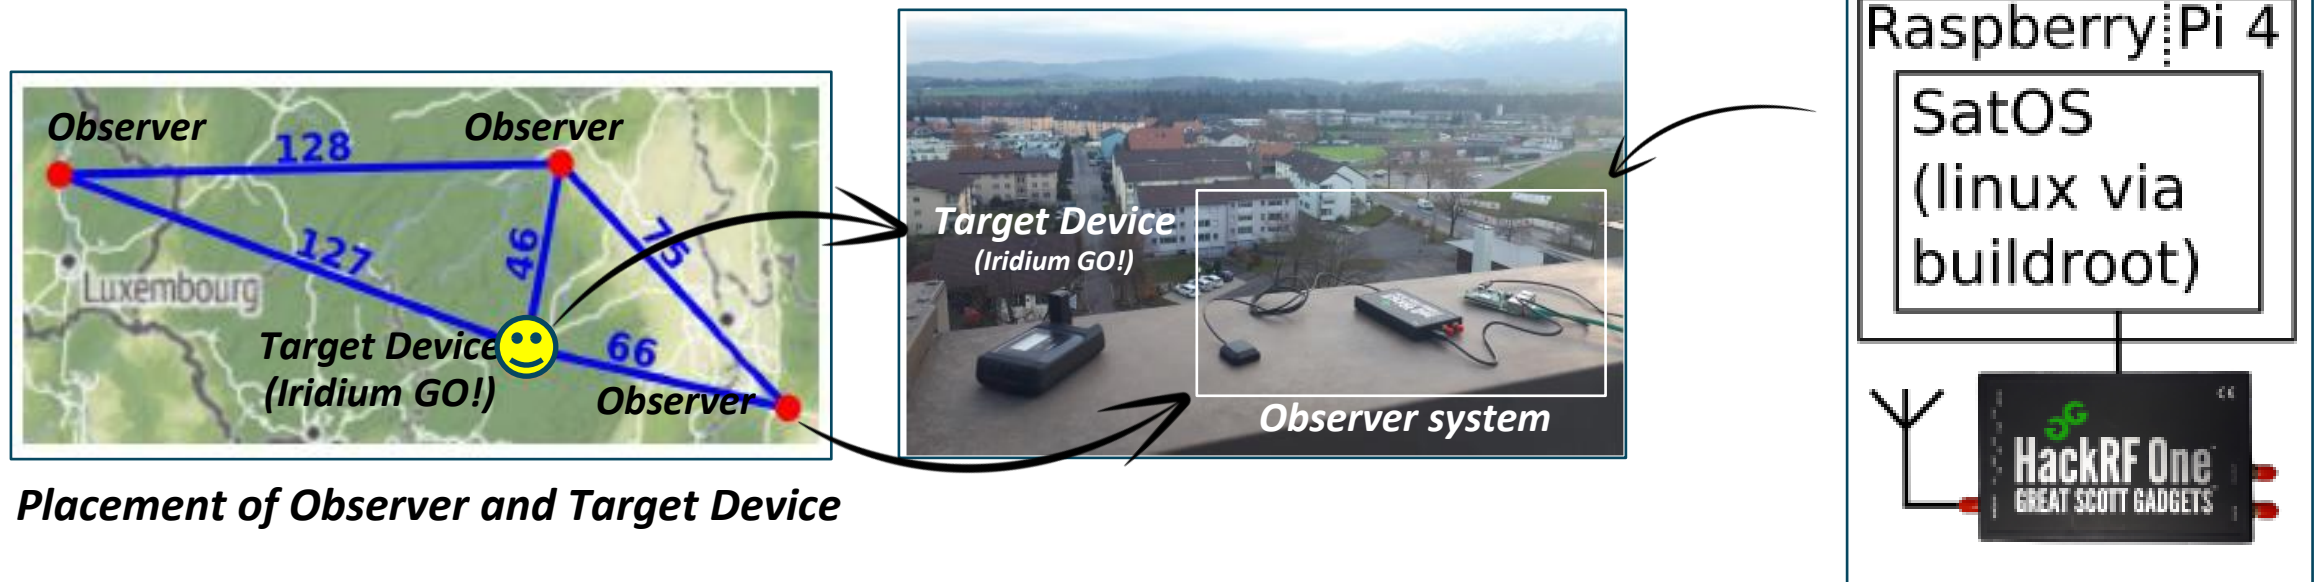 Observer
Observer
128
127
46
75
66
Luxembourg
Target Device
(Iridium GO!)
Observer
Placement of Observer and Target Device
Target Device
(Iridium GO!)
Observer system
Raspberry Pi 4
SatOS
(linux via
buildroot)
HackRF One
GREAT SCOTT GADGETS